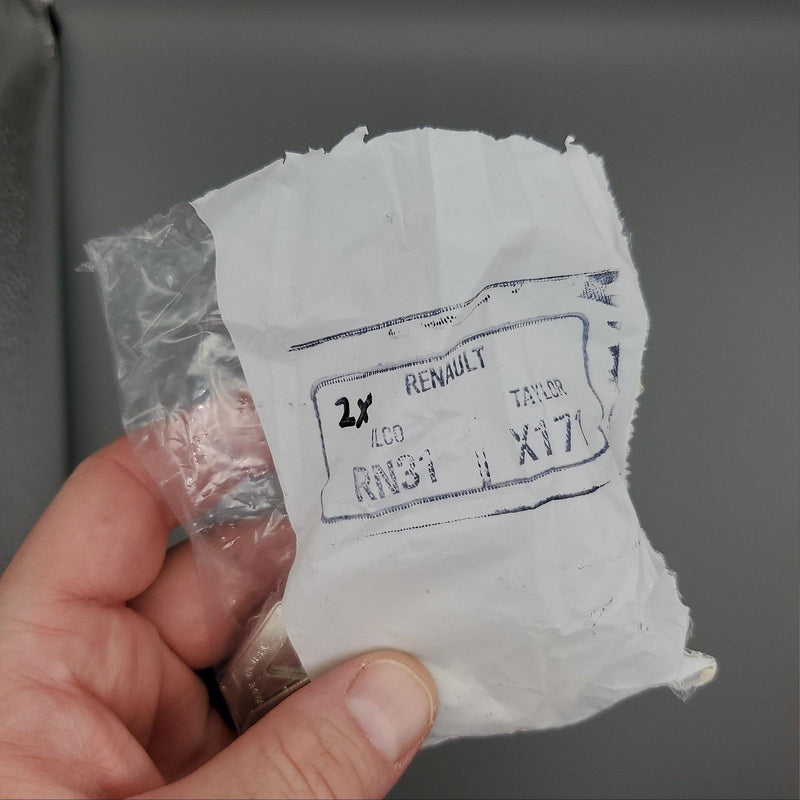 RENAULT
2X
ILCO TAYLOR
RN31 X171